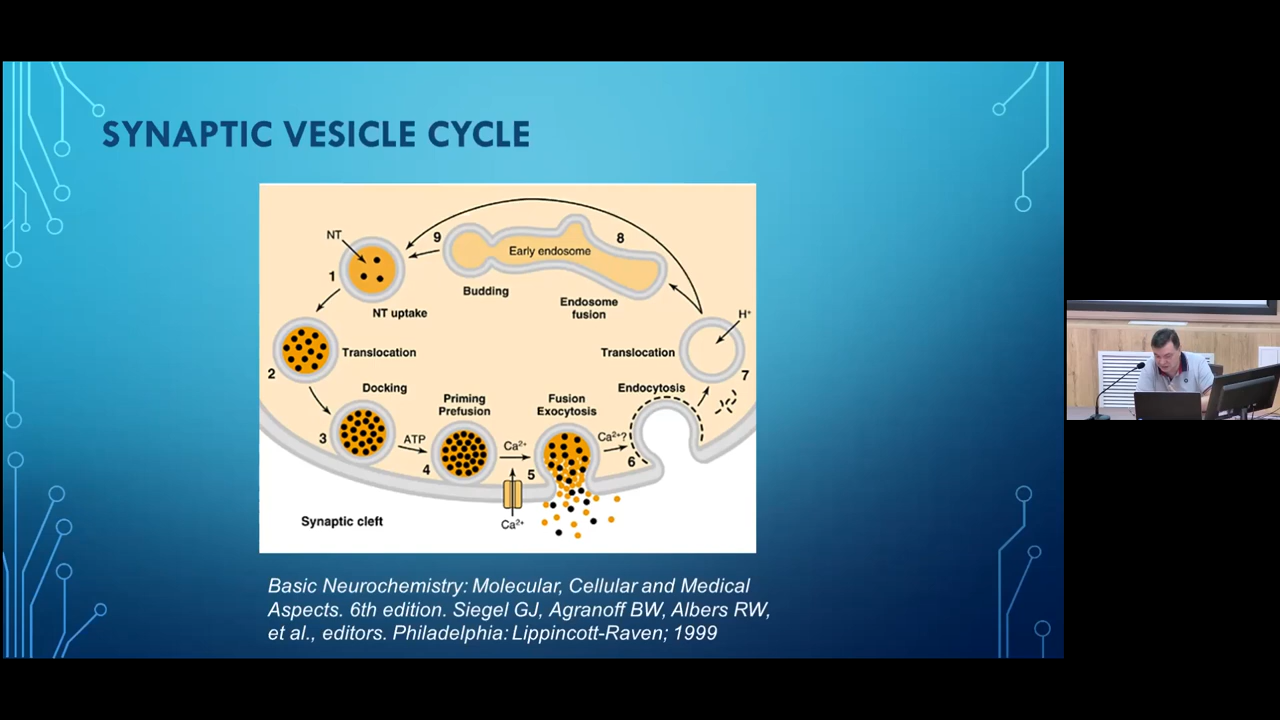 SYNAPTIC VESICLE CYCLE
NT
1
NT uptake
9
Early endosome
8
Budding
Endosome
fusion
H⁺
2
Translocation
Translocation
7
Docking
3
ATP
Priming
Prefusion
4
Ca²⁺
Ca²⁺
Fusion
Exocytosis
5
Ca²⁺?
Endocytosis
6
Synaptic cleft
Basic Neurochemistry: Molecular, Cellular and Medical
Aspects. 6th edition. Siegel GJ, Agranoff BW, Albers RW,
et al., editors. Philadelphia: Lippincott-Raven; 1999